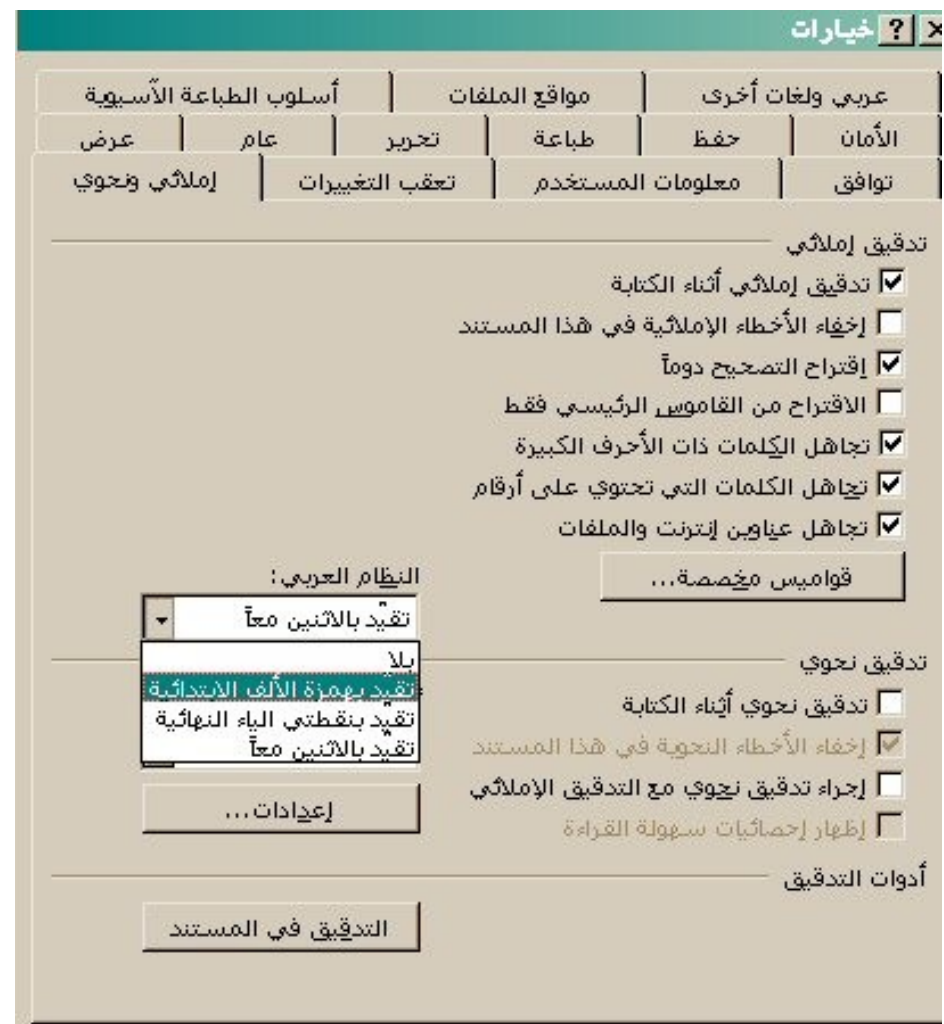 خيارات
عربي ولغات أخرى
مواقع الملفات
أسلوب الطباعة الآسيوية
الأمان
حفظ
طباعة
تحرير
عام
عرض
توافق
معلومات المستخدم
تعقب التغييرات
إملائي ونحوي
تدقيق إملائي
تدقيق إملائي أثناء الكتابة
إخفاء الأخطاء الإملائية في هذا المستند
إقتراح التصحيح دوماً
الاقتراح من القاموس الرئيسي فقط
تجاهل الكلمات ذات الأحرف الكبيرة
تجاهل الكلمات التي تحتوي على أرقام
تجاهل عناوين إنترنت والملفات
قواميس مخصصة...
النظام العربي:
تقيّد بالاثنين معاً
بلا
تقيّد بهمزة الألف الابتدائية
تقيّد بنقطتي الياء النهائية
تقيّد بالاثنين معاً
تدقيق نحوي
تدقيق نحوي أثناء الكتابة
إخفاء الأخطاء النحوية في هذا المستند
إجراء تدقيق نحوي مع التدقيق الإملائي
إظهار إحصائيات سهولة القراءة
إعدادات...
أدوات التدقيق
التدقيق في المستند